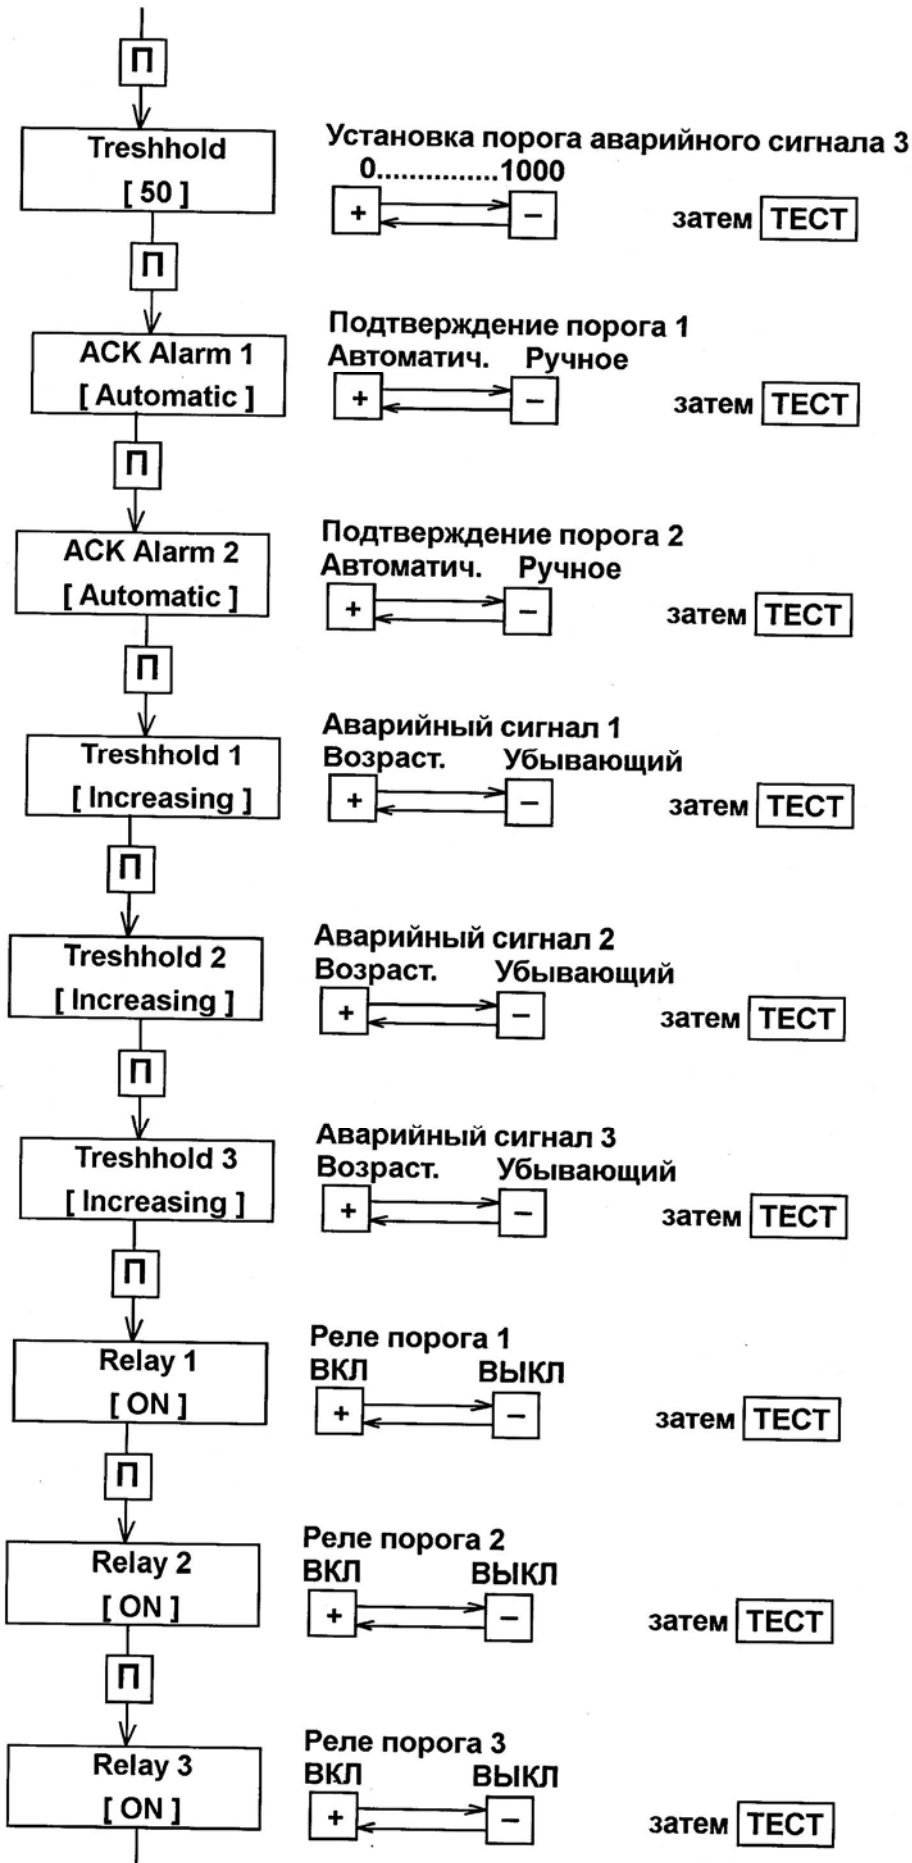 П
Treshhold
[ 50 ]
Установка порога аварийного сигнала 3
0...............1000
+ −
затем ТЕСТ
П
ACK Alarm 1
[ Automatic ]
Подтверждение порога 1
Автоматич. Ручное
+ −
затем ТЕСТ
П
ACK Alarm 2
[ Automatic ]
Подтверждение порога 2
Автоматич. Ручное
+ −
затем ТЕСТ
П
Treshhold 1
[ Increasing ]
Аварийный сигнал 1
Возраст. Убывающий
+ −
затем ТЕСТ
П
Treshhold 2
[ Increasing ]
Аварийный сигнал 2
Возраст. Убывающий
+ −
затем ТЕСТ
П
Treshhold 3
[ Increasing ]
Аварийный сигнал 3
Возраст. Убывающий
+ −
затем ТЕСТ
П
Relay 1
[ ON ]
Реле порога 1
ВКЛ ВЫКЛ
+ −
затем ТЕСТ
П
Relay 2
[ ON ]
Реле порога 2
ВКЛ ВЫКЛ
+ −
затем ТЕСТ
П
Relay 3
[ ON ]
Реле порога 3
ВКЛ ВЫКЛ
+ −
затем ТЕСТ